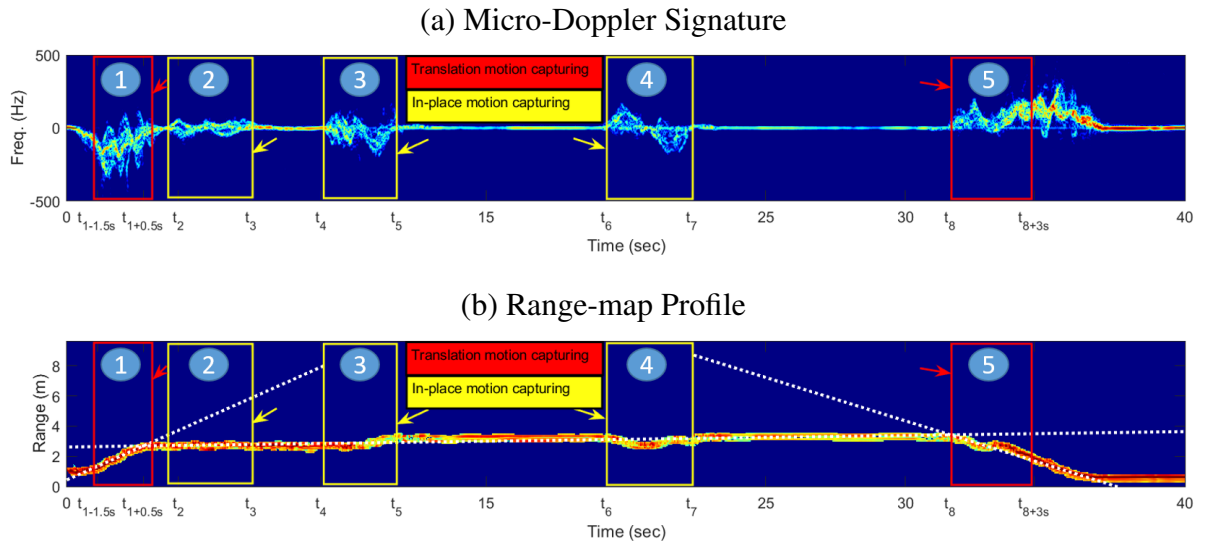 (a) Micro-Doppler Signature
500
0
-500
Freq. (Hz)
1
2
3
Translation motion capturing
In-place motion capturing
4
5
0 t1-1.5s t1+0.5s t2 t3 t4 t5 15 t6 t7 25 30 t8 t8+3s 40
Time (sec)
(b) Range-map Profile
8
6
4
2
0
Range (m)
1
2
3
Translation motion capturing
In-place motion capturing
4
5
0 t1-1.5s t1+0.5s t2 t3 t4 t5 15 t6 t7 25 30 t8 t8+3s 40
Time (sec)